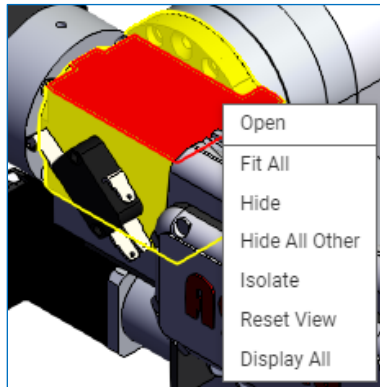 Open
Fit All
Hide
Hide All Other
Isolate
Reset View
Display All